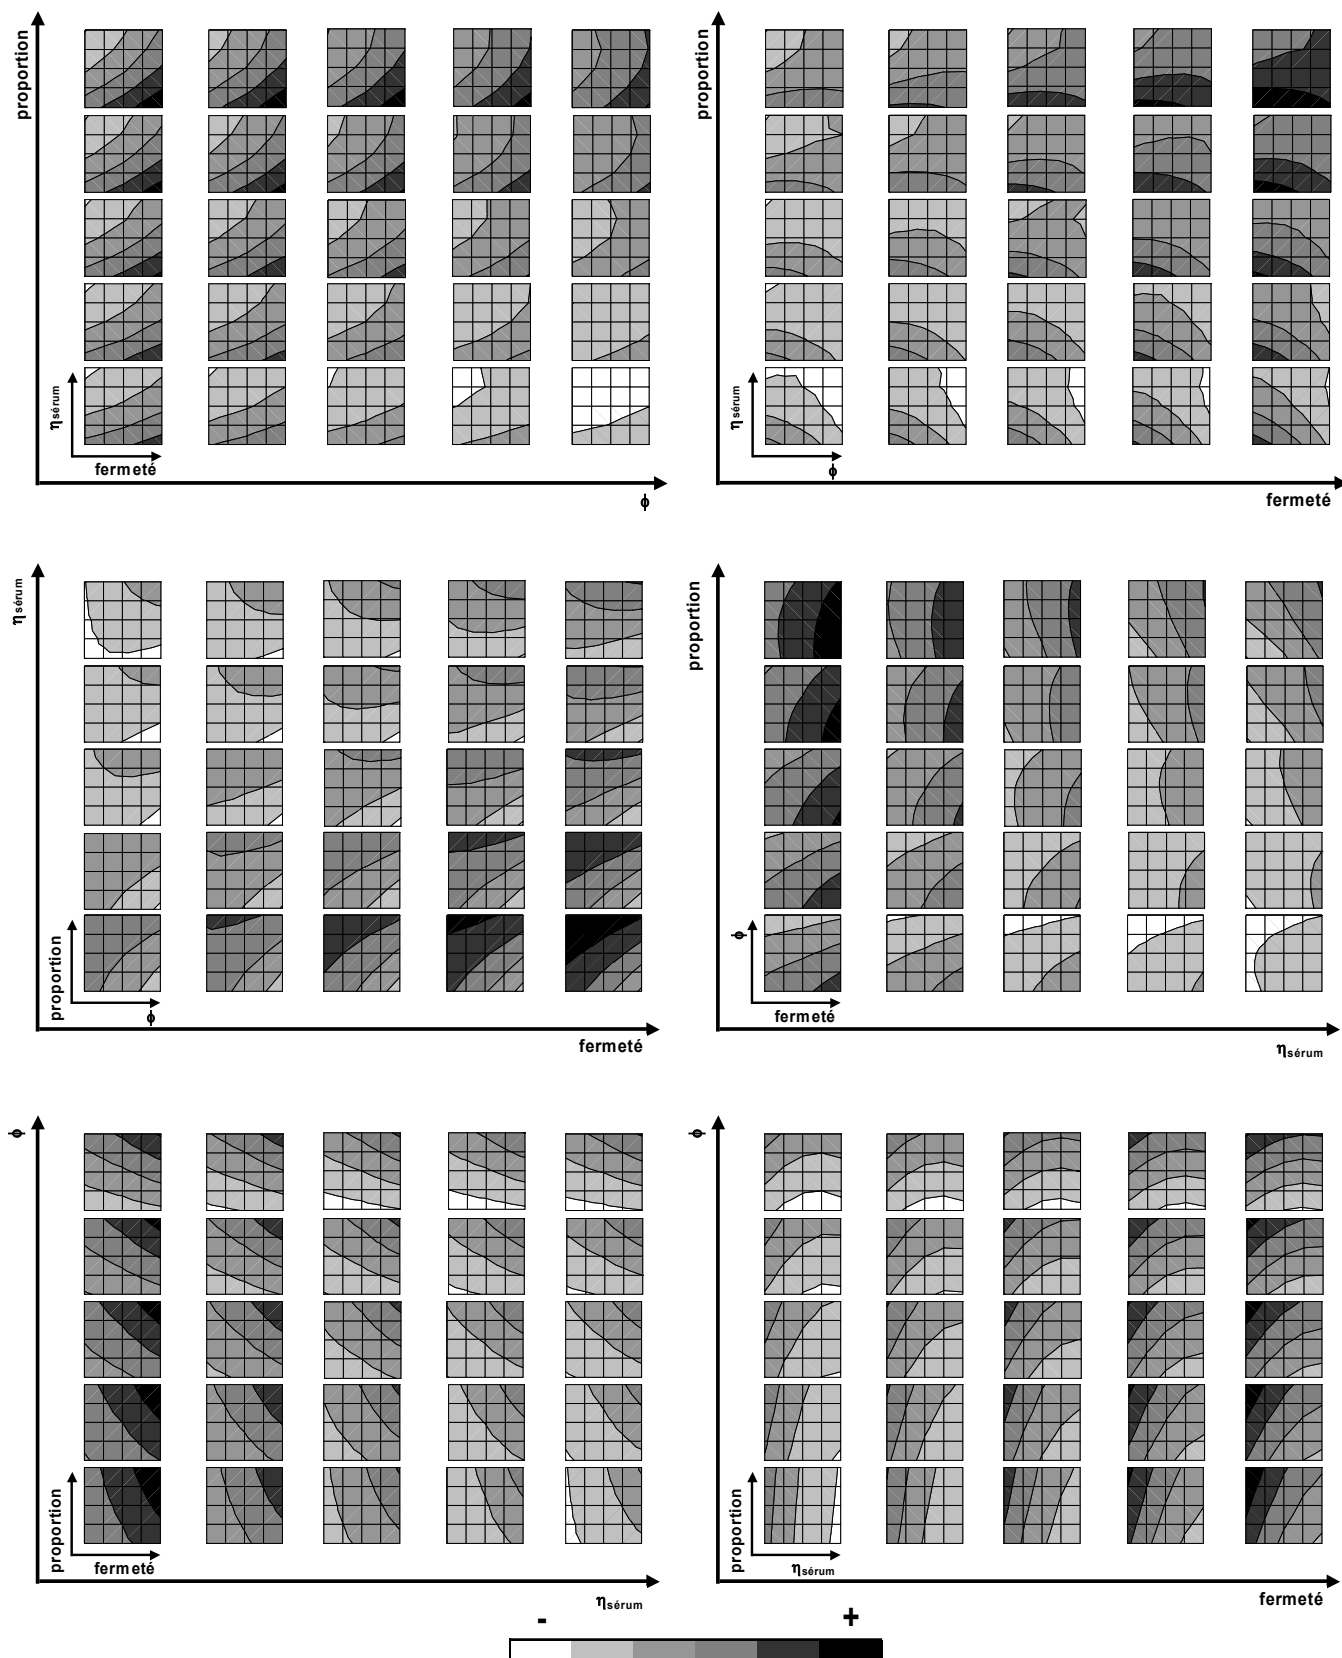 proportion
ηsérum
fermeté
ϕ
proportion
ηsérum
ϕ
fermeté
ηsérum
proportion
ϕ
fermeté
proportion
ϕ
fermeté
ηsérum
ϕ
proportion
fermeté
ηsérum
ϕ
proportion
ηsérum
fermeté
- +